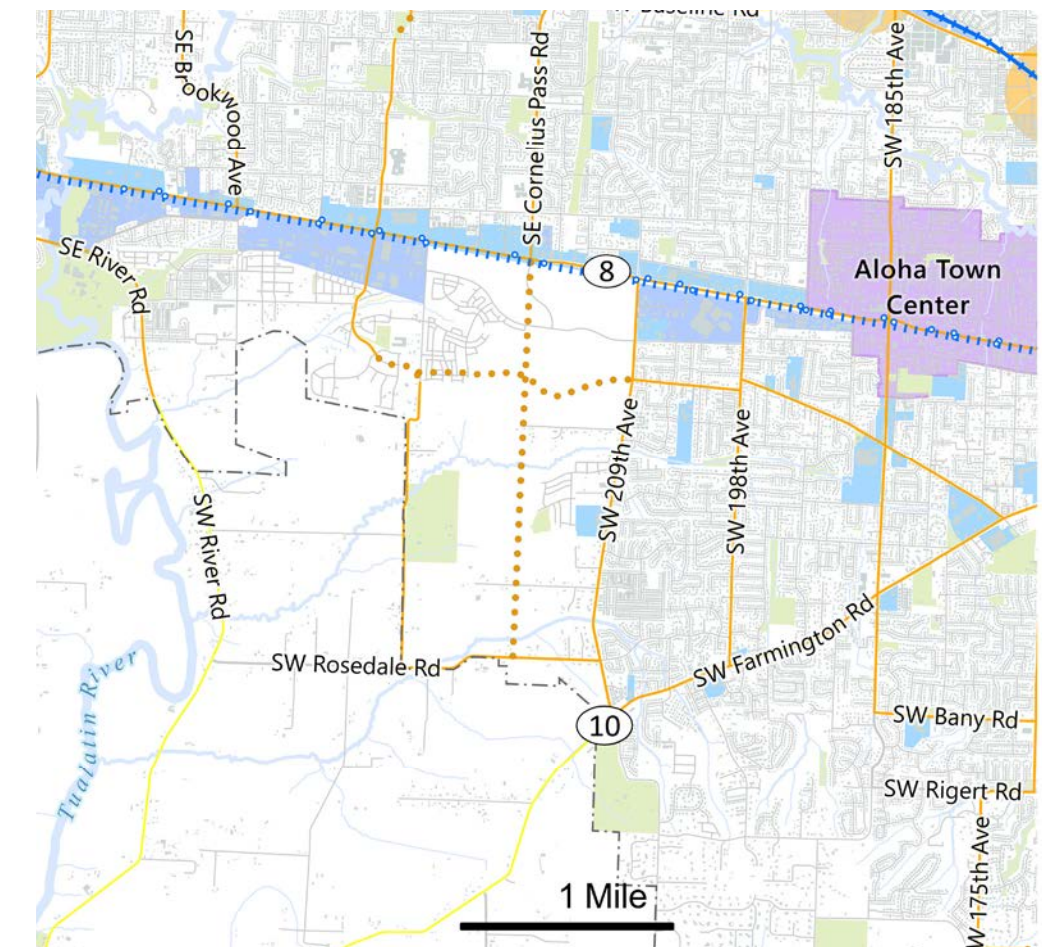 W Baseline Rd
SE Brookwood Ave
SE Cornelius Pass Rd
SW 185th Ave
SE River Rd
8
Aloha Town
Center
SW 209th Ave
SW 198th Ave
SW River Rd
SW Farmington Rd
SW Rosedale Rd
10
SW Bany Rd
Tualatin River
SW Rigert Rd
W 175th Ave
1 Mile